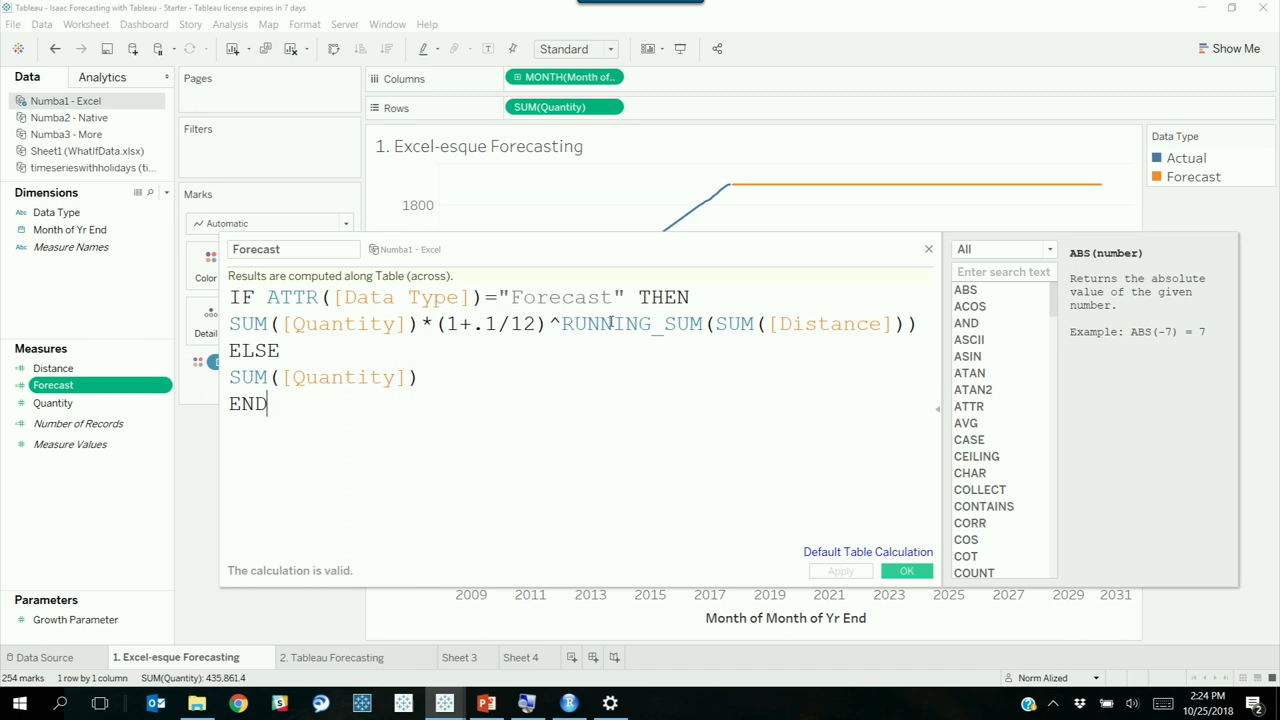 Tableau - Isaac Forecasting with Tableau - Starter - Tableau license expires in 7 days
File Data Worksheet Dashboard Story Analysis Map Format Server Window Help
Standard
Show Me
Data Analytics
Numba1 - Excel
Numba2 - Native
Numba3 - More
Sheet1 (WhatIfData.xlsx)
timeserieswithholidays (ti...
Dimensions
Abc Data Type
Month of Yr End
Abc Measure Names
Measures
# Distance
# Forecast
# Quantity
# Number of Records
# Measure Values
Parameters
# Growth Parameter
Pages
Filters
Marks
Automatic
Color
Detail
Columns
MONTH(Month of..
Rows
SUM(Quantity)
1. Excel-esque Forecasting
1800
Data Type
Actual
Forecast
Forecast
Numba1 - Excel
Results are computed along Table (across).
IF ATTR([Data Type])="Forecast" THEN
SUM([Quantity])*(1+.1/12)^RUNNING_SUM(SUM([Distance]))
ELSE
SUM([Quantity])
END
The calculation is valid.
Default Table Calculation
Apply OK
All
Enter search text
ABS
ACOS
AND
ASCII
ASIN
ATAN
ATAN2
ATTR
AVG
CASE
CEILING
CHAR
COLLECT
CONTAINS
CORR
COS
COT
COUNT
ABS(number)
Returns the absolute
value of the given
number.
Example: ABS(-7) = 7
2009 2011 2013 2015 2017 2019 2021 2023 2025 2027 2029 2031
Month of Month of Yr End
Data Source 1. Excel-esque Forecasting 2. Tableau Forecasting Sheet 3 Sheet 4
254 marks 1 row by 1 column SUM(Quantity): 435,861.4
Norm Alized
2:24 PM
10/25/2018
2